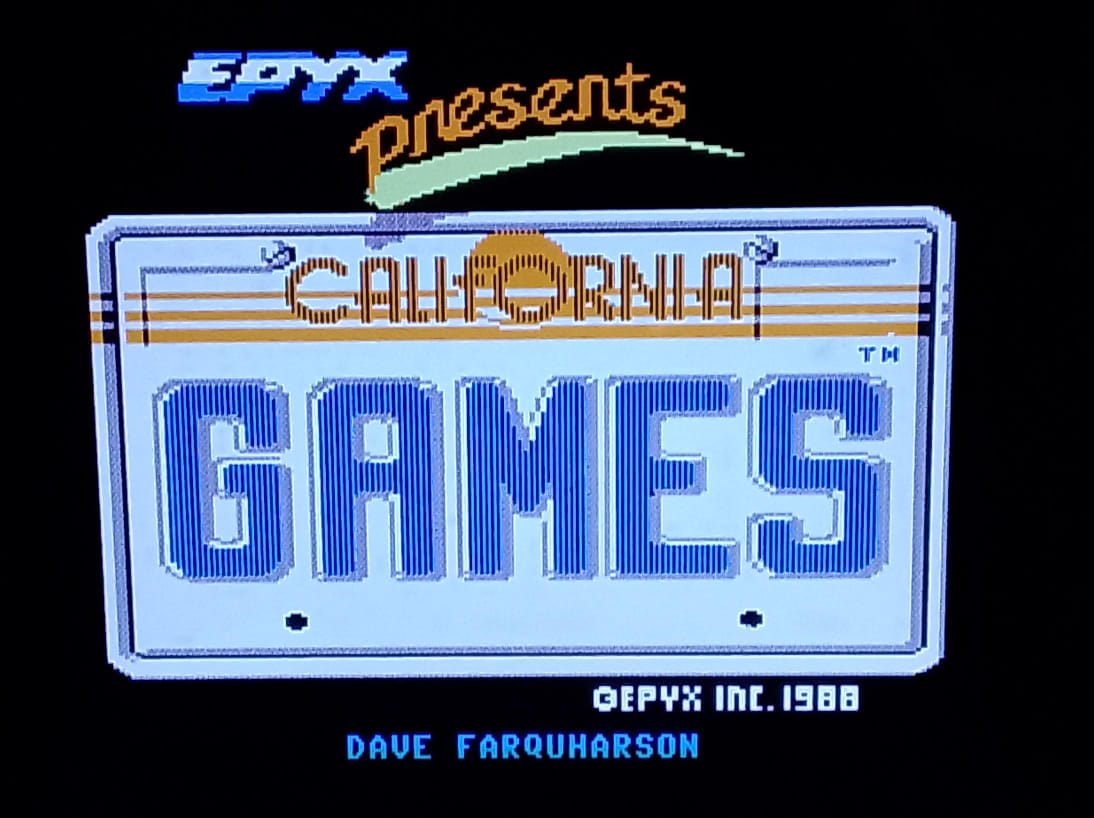 EPYX
presents
CALIFORNIA
TM
GAMES
©EPYX INC. 1988
DAVE FARQUHARSON